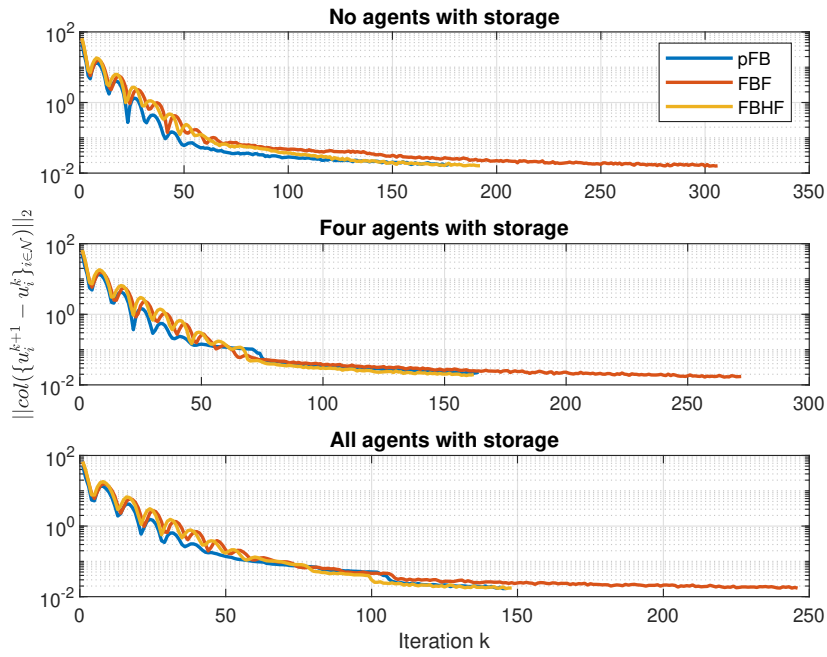 No agents with storage
10^2
10^0
10^-2
0 50 100 150 200 250 300 350
pFB
FBF
FBHF
||col({u_i^{k+1} − u_i^k}_{i∈𝒩})||_2
Four agents with storage
10^2
10^0
10^-2
0 50 100 150 200 250 300
All agents with storage
10^2
10^0
10^-2
0 50 100 150 200 250
Iteration k